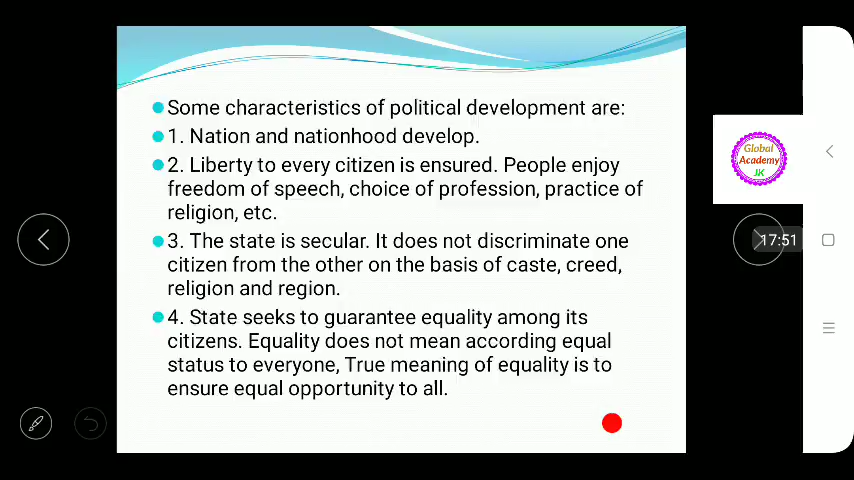 Some characteristics of political development are:
1. Nation and nationhood develop.
2. Liberty to every citizen is ensured. People enjoy
freedom of speech, choice of profession, practice of
religion, etc.
3. The state is secular. It does not discriminate one
citizen from the other on the basis of caste, creed,
religion and region.
4. State seeks to guarantee equality among its
citizens. Equality does not mean according equal
status to everyone, True meaning of equality is to
ensure equal opportunity to all.
Global
Academy
JK
17:51